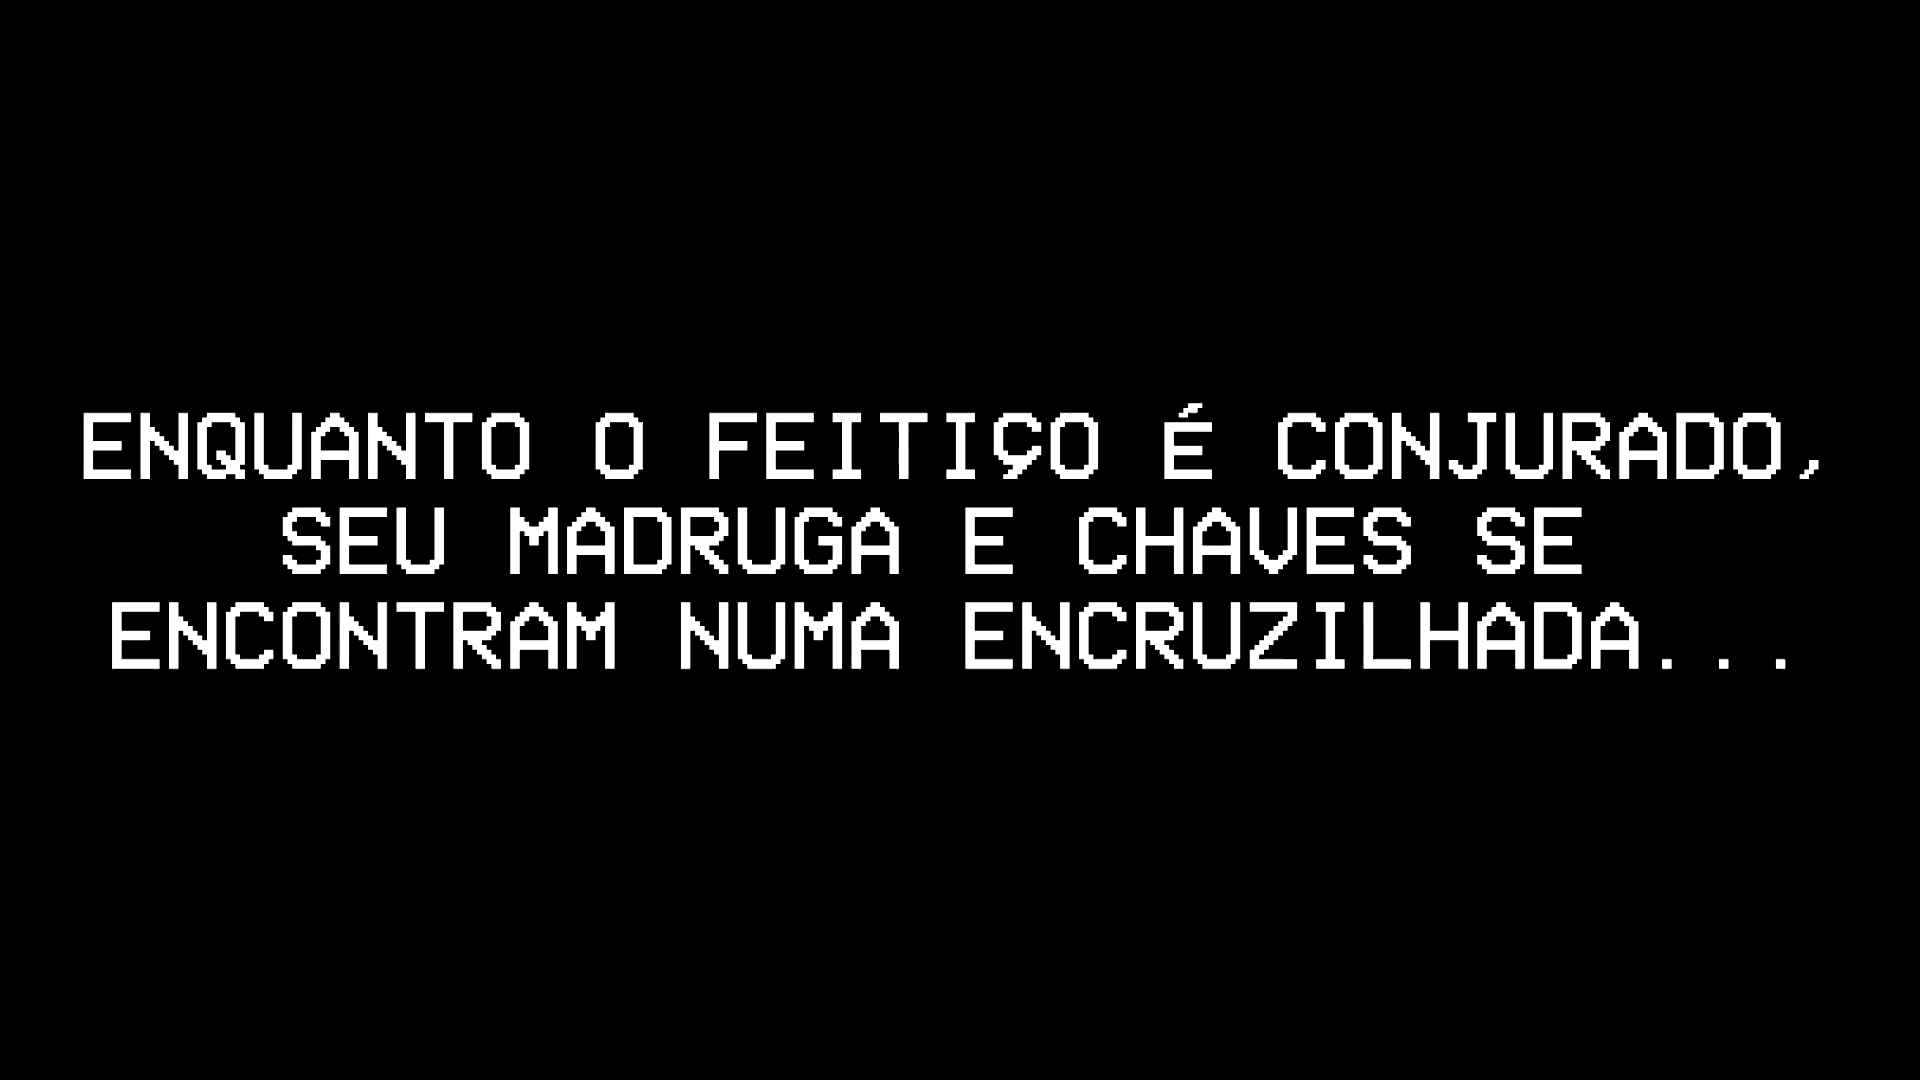 ENQUANTO O FEITIÇO É CONJURADO,
SEU MADRUGA E CHAVES SE
ENCONTRAM NUMA ENCRUZILHADA...